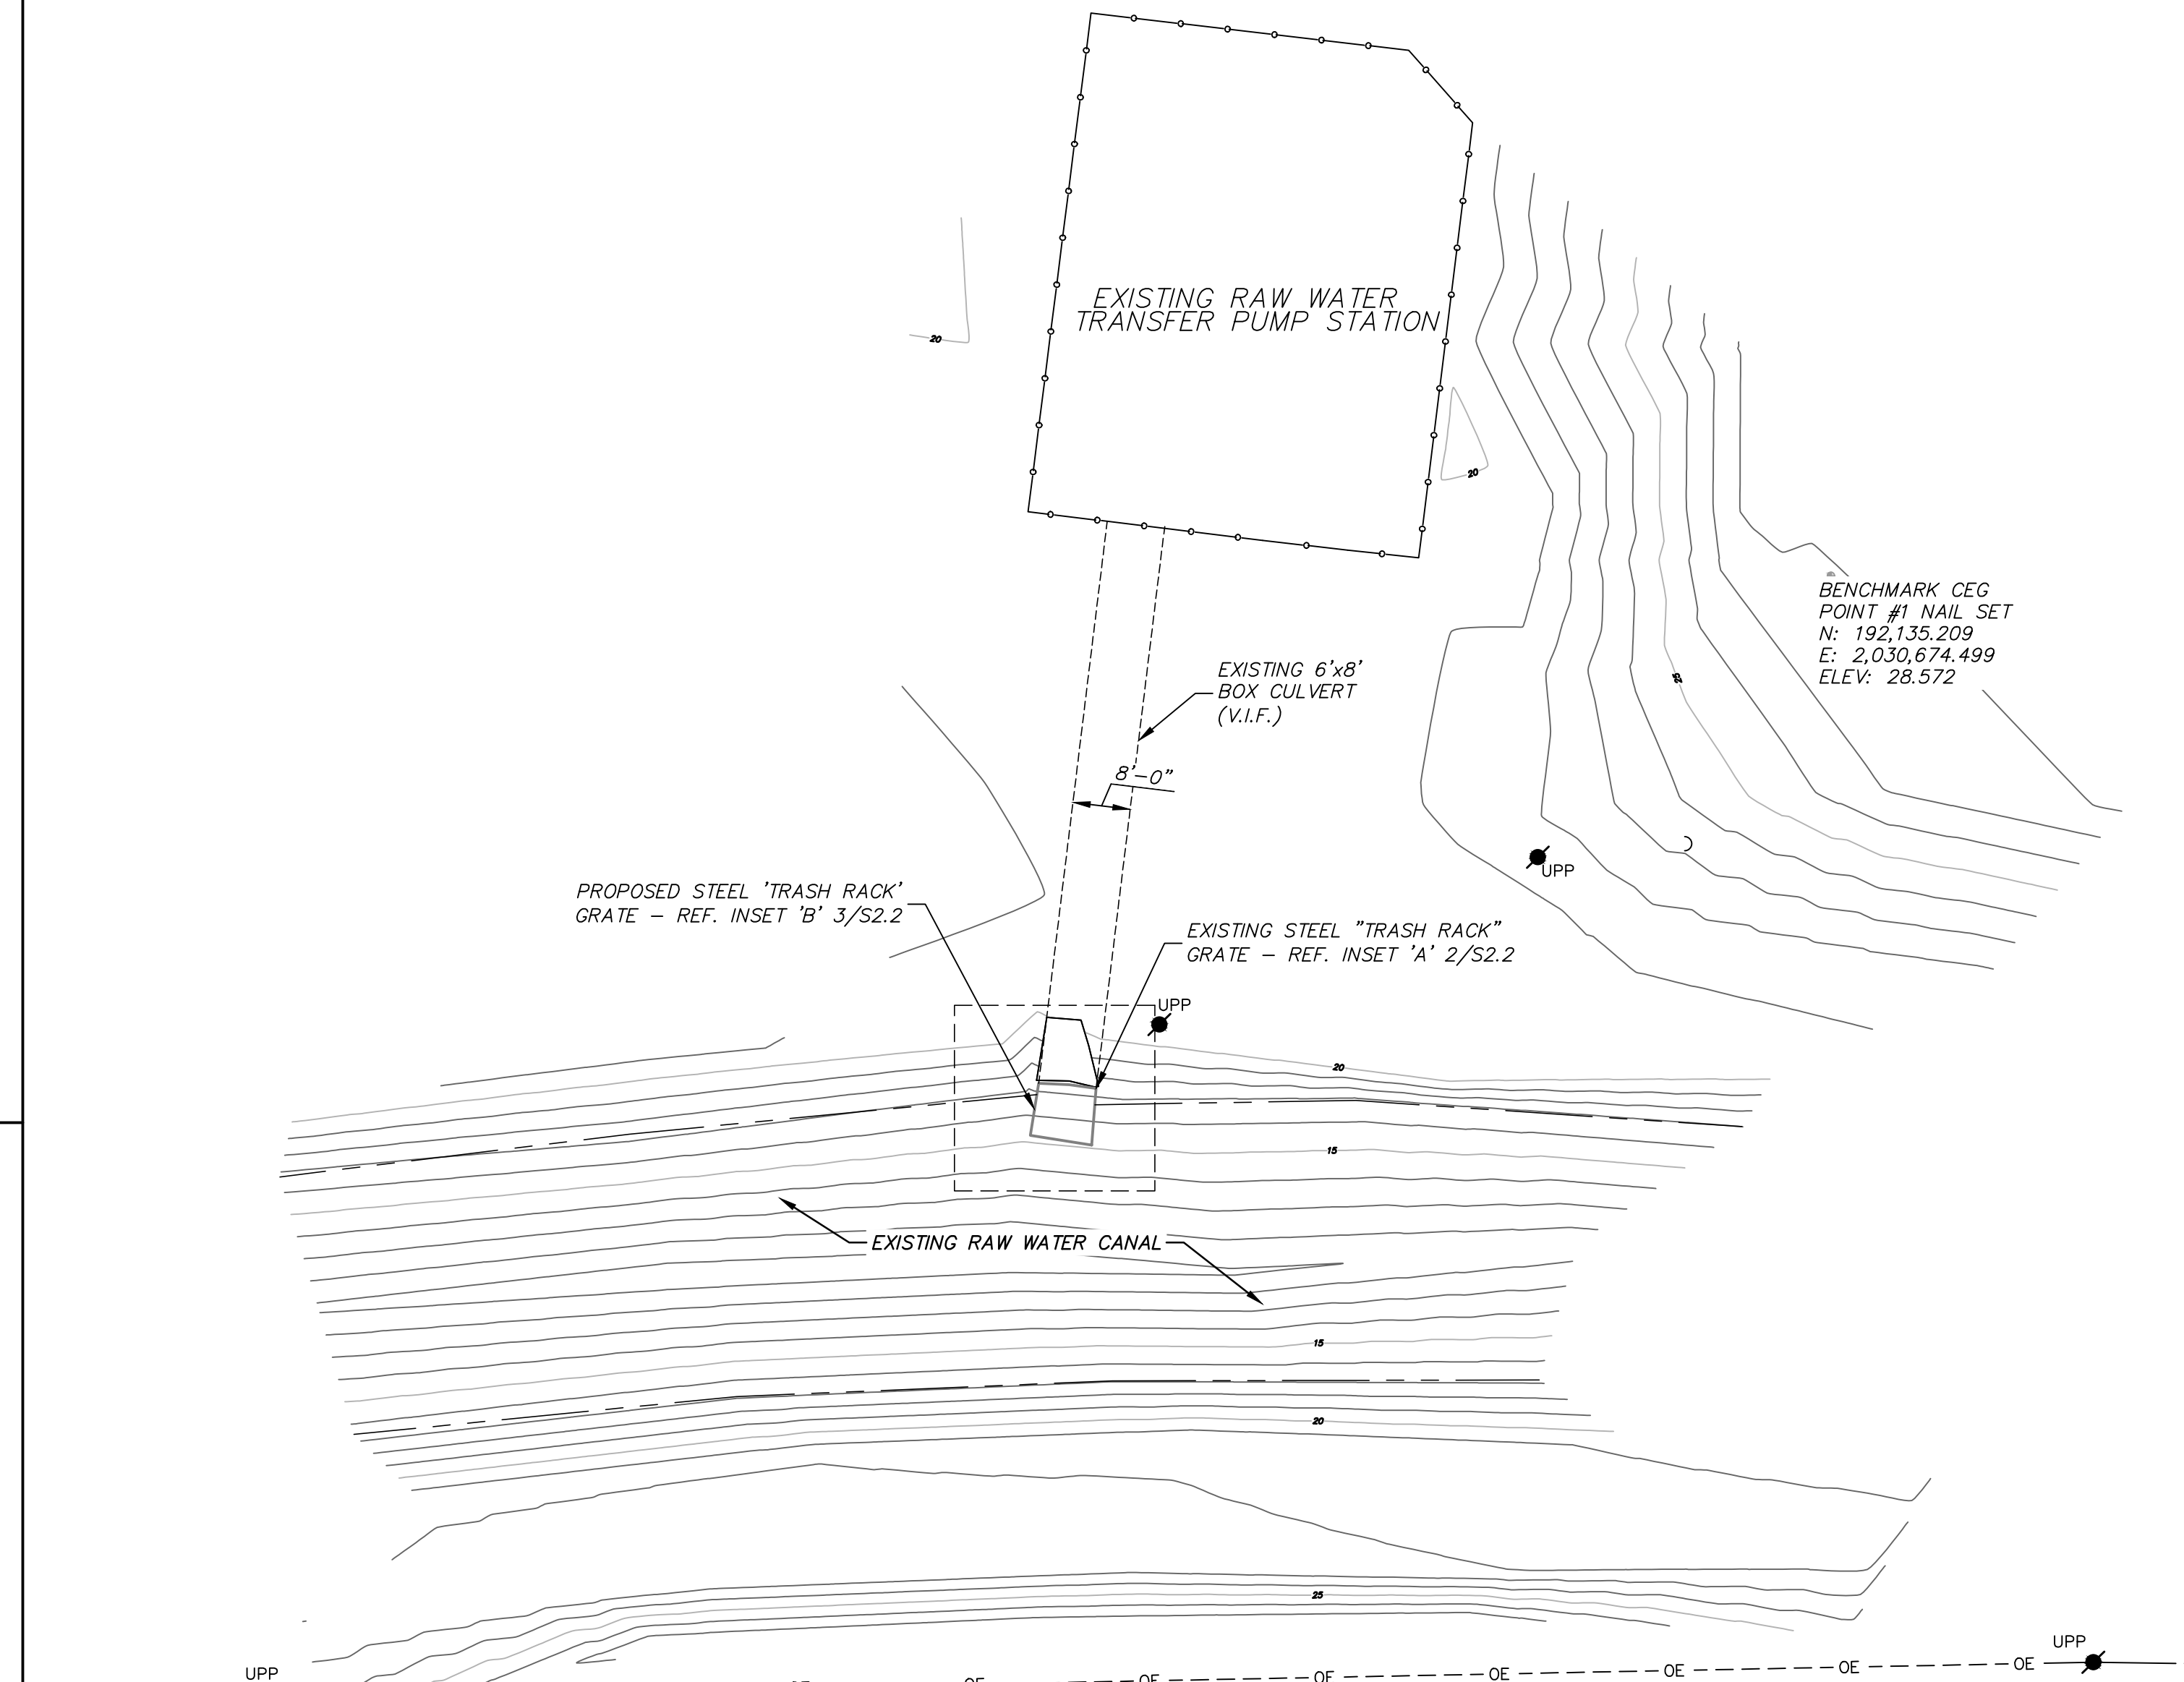 EXISTING RAW WATER
TRANSFER PUMP STATION
20
20
BENCHMARK CEG
POINT #1 NAIL SET
N: 192,135.209
E: 2,030,674.499
ELEV: 28.572
EXISTING 6'x8'
BOX CULVERT
(V.I.F.)
25
8'-0"
UPP
PROPOSED STEEL 'TRASH RACK'
GRATE - REF. INSET 'B' 3/S2.2
EXISTING STEEL "TRASH RACK"
GRATE - REF. INSET 'A' 2/S2.2
UPP
20
15
EXISTING RAW WATER CANAL
15
20
25
UPP
UPP
OE
OE
OE
OE
OE
OE
OE